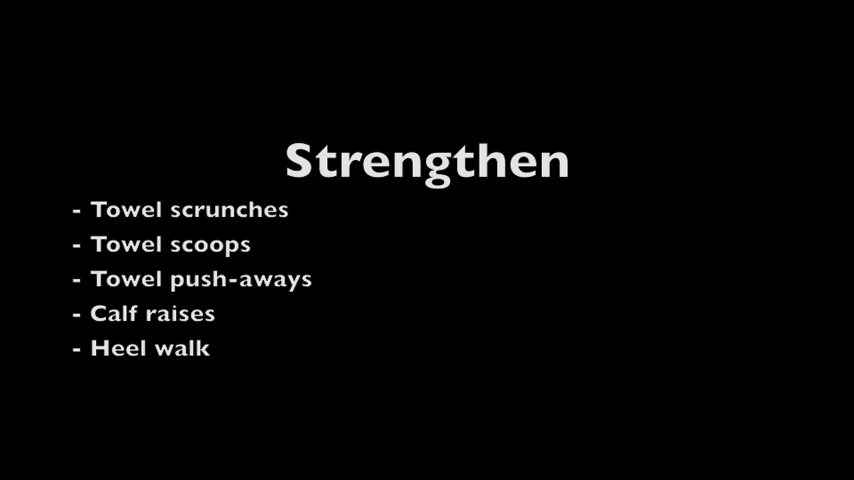 Strengthen
- Towel scrunches
- Towel scoops
- Towel push-aways
- Calf raises
- Heel walk